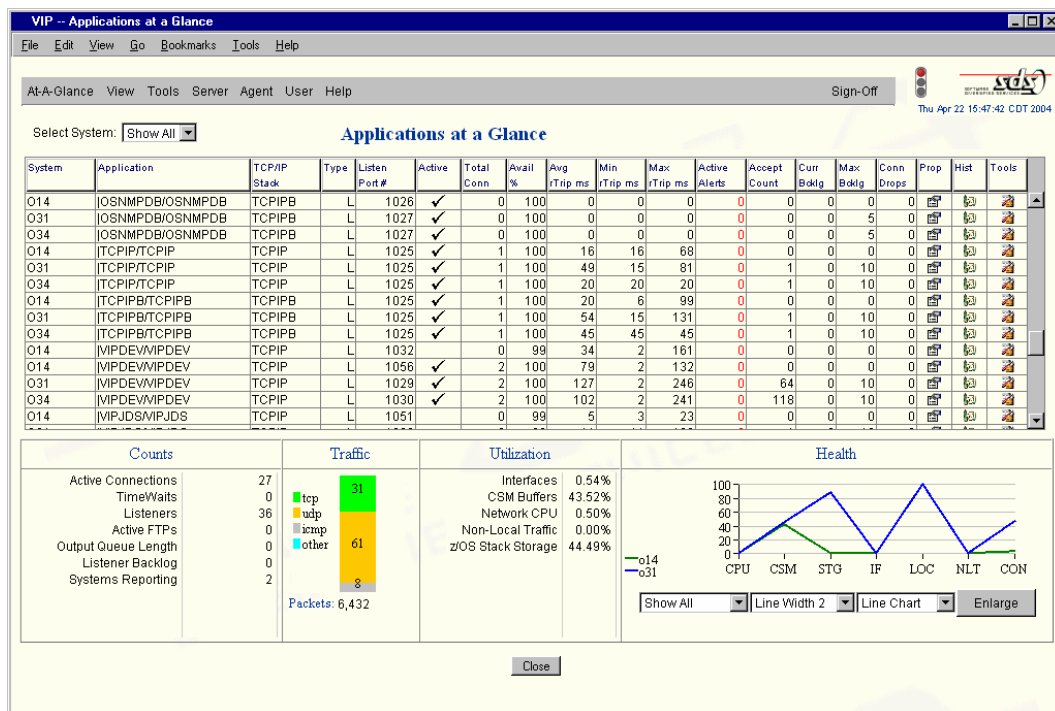 VIP -- Applications at a Glance
File Edit View Go Bookmarks Tools Help
At-A-Glance View Tools Server Agent User Help Sign-Off
sds
Thu Apr 22 15:47:42 CDT 2004
Select System: Show All
Applications at a Glance
System Application TCP/IP Stack Type Listen Port # Active Total Conn Avail % Avg rTrip ms Min rTrip ms Max rTrip ms Active Alerts Accept Count Curr Bcklg Max Bcklg Conn Drops Prop Hist Tools
O14 |OSNMPDB/OSNMPDB TCPIPB L 1026 ✓ 0 100 0 0 0 0 0 0 0 0
O31 |OSNMPDB/OSNMPDB TCPIPB L 1027 ✓ 0 100 0 0 0 0 0 0 5 0
O34 |OSNMPDB/OSNMPDB TCPIPB L 1027 ✓ 0 100 0 0 0 0 0 0 5 0
O14 |TCPIP/TCPIP TCPIP L 1025 ✓ 1 100 16 16 68 0 0 0 0 0
O31 |TCPIP/TCPIP TCPIP L 1025 ✓ 1 100 49 15 81 0 1 0 10 0
O34 |TCPIP/TCPIP TCPIP L 1025 ✓ 1 100 20 20 20 0 1 0 10 0
O14 |TCPIPB/TCPIPB TCPIPB L 1025 ✓ 1 100 20 6 99 0 0 0 0 0
O31 |TCPIPB/TCPIPB TCPIPB L 1025 ✓ 1 100 54 15 131 0 1 0 10 0
O34 |TCPIPB/TCPIPB TCPIPB L 1025 ✓ 1 100 45 45 45 0 1 0 10 0
O14 |VIPDEV/VIPDEV TCPIP L 1032 0 99 34 2 161 0 0 0 0 0
O14 |VIPDEV/VIPDEV TCPIP L 1056 ✓ 2 100 79 2 132 0 0 0 0 0
O31 |VIPDEV/VIPDEV TCPIP L 1029 ✓ 2 100 127 2 246 0 64 0 10 0
O34 |VIPDEV/VIPDEV TCPIP L 1030 ✓ 2 100 102 2 241 0 118 0 10 0
O14 |VIPJDS/VIPJDS TCPIP L 1051 0 99 5 3 23 0 0 0 0 0
Counts
Active Connections 27
TimeWaits 0
Listeners 36
Active FTPs 0
Output Queue Length 0
Listener Backlog 0
Systems Reporting 2
Traffic
tcp
udp
icmp
other
31
61
8
Packets: 6,432
Utilization
Interfaces 0.54%
CSM Buffers 43.52%
Network CPU 0.50%
Non-Local Traffic 0.00%
z/OS Stack Storage 44.49%
Health
100
80
60
40
20
0
CPU CSM STG IF LOC NLT CON
o14
o31
Show All Line Width 2 Line Chart Enlarge
Close